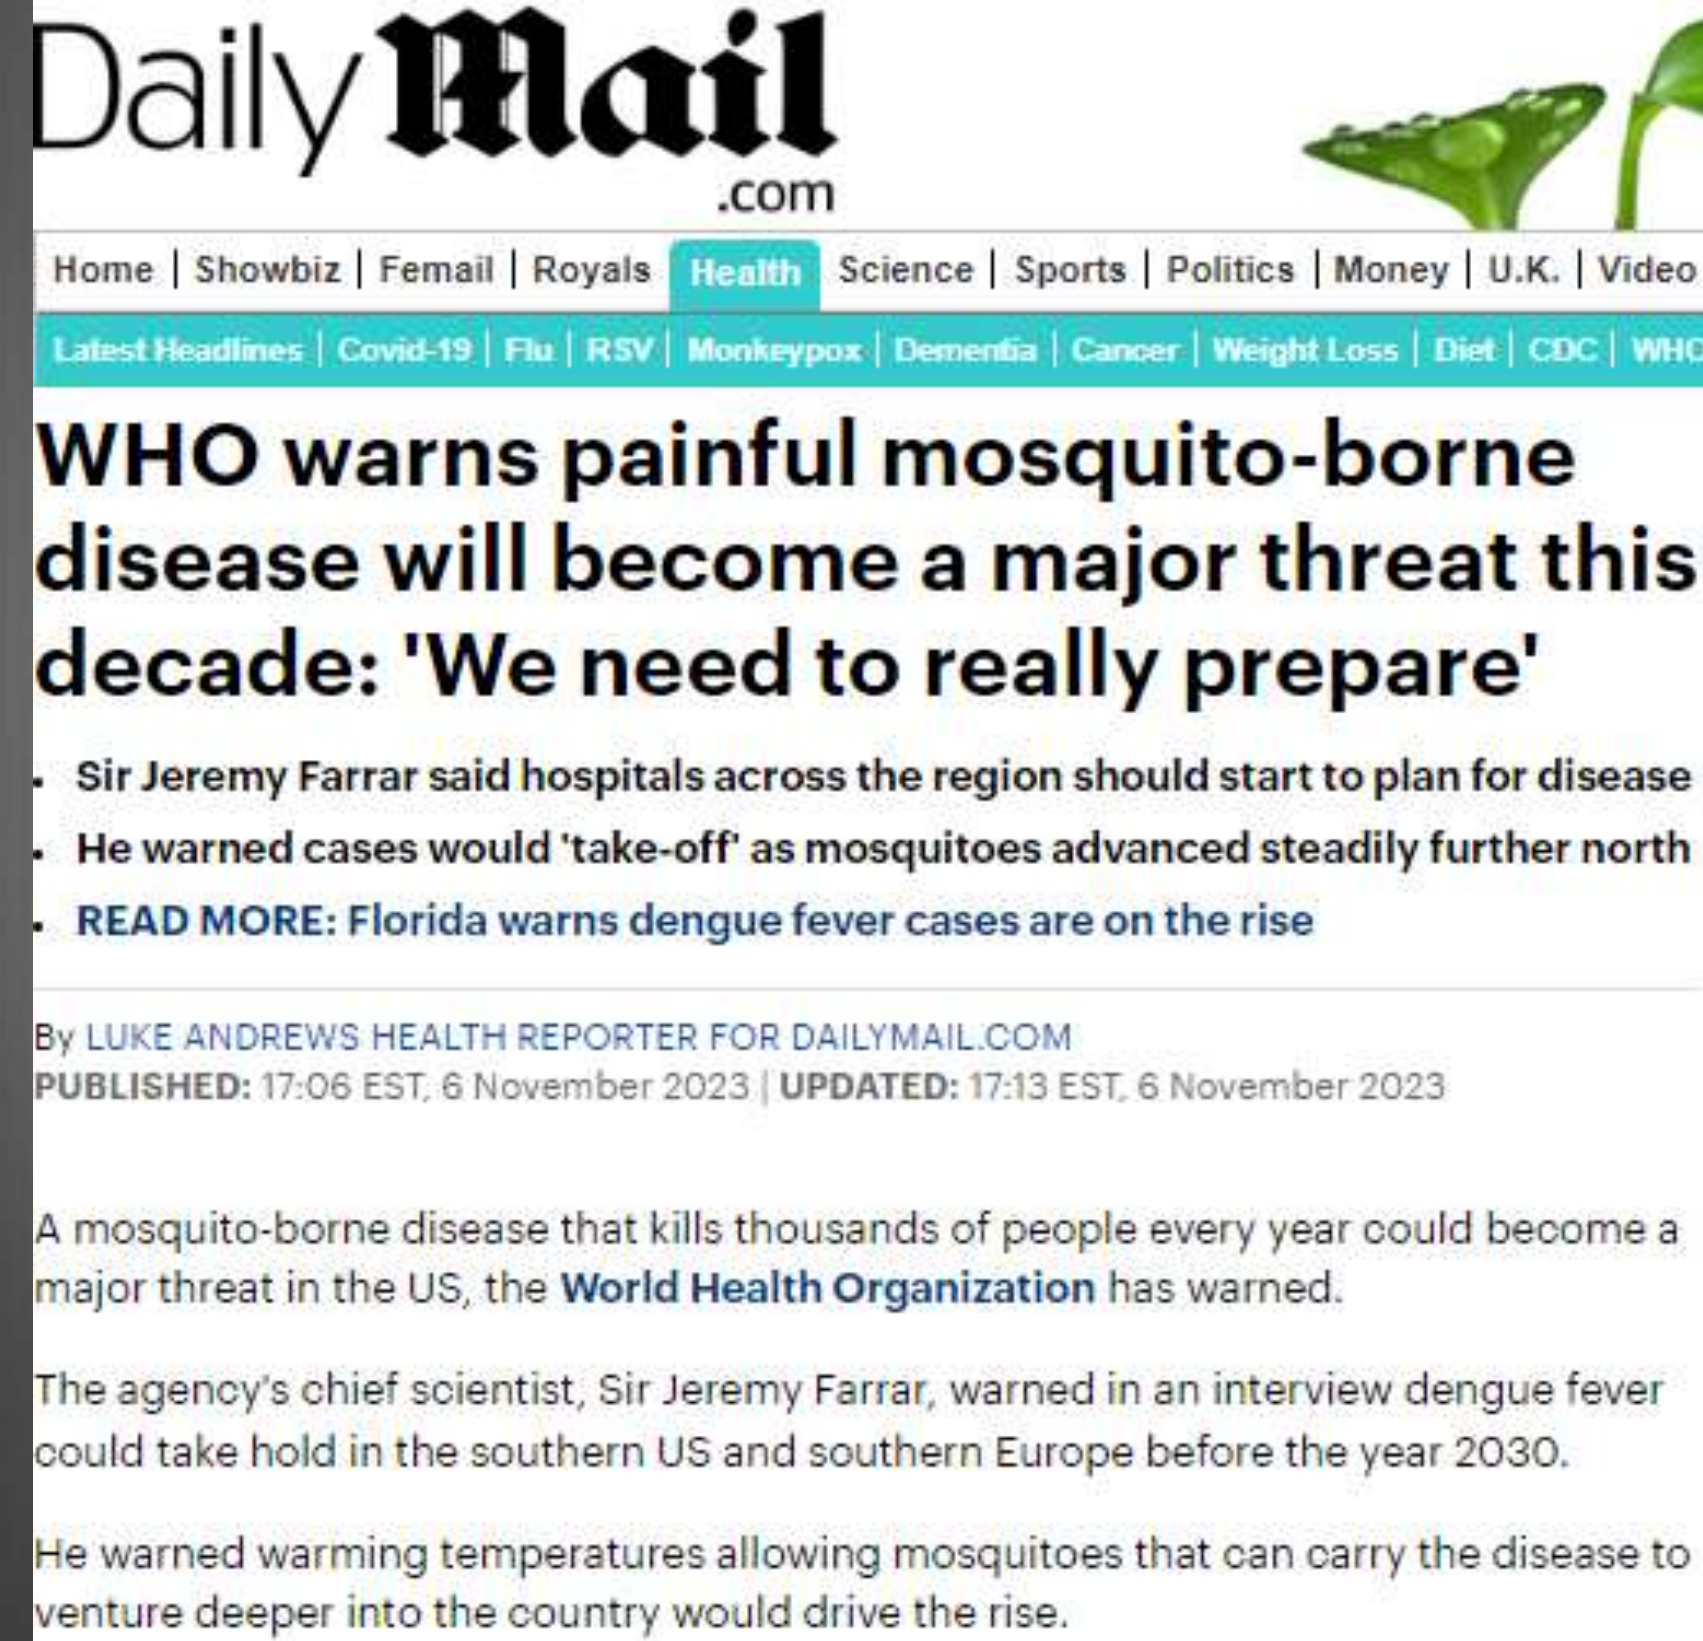 Daily Mail
.com
Home | Showbiz | Femail | Royals Health Science | Sports | Politics | Money | U.K. | Video
Latest Headlines | Covid-19 | Flu | RSV | Monkeypox | Dementia | Cancer | Weight Loss | Diet | CDC | WHO
WHO warns painful mosquito-borne
disease will become a major threat this
decade: 'We need to really prepare'
• Sir Jeremy Farrar said hospitals across the region should start to plan for disease
• He warned cases would 'take-off' as mosquitoes advanced steadily further north
• READ MORE: Florida warns dengue fever cases are on the rise
By LUKE ANDREWS HEALTH REPORTER FOR DAILYMAIL.COM
PUBLISHED: 17:06 EST, 6 November 2023 | UPDATED: 17:13 EST, 6 November 2023
A mosquito-borne disease that kills thousands of people every year could become a
major threat in the US, the World Health Organization has warned.
The agency's chief scientist, Sir Jeremy Farrar, warned in an interview dengue fever
could take hold in the southern US and southern Europe before the year 2030.
He warned warming temperatures allowing mosquitoes that can carry the disease to
venture deeper into the country would drive the rise.